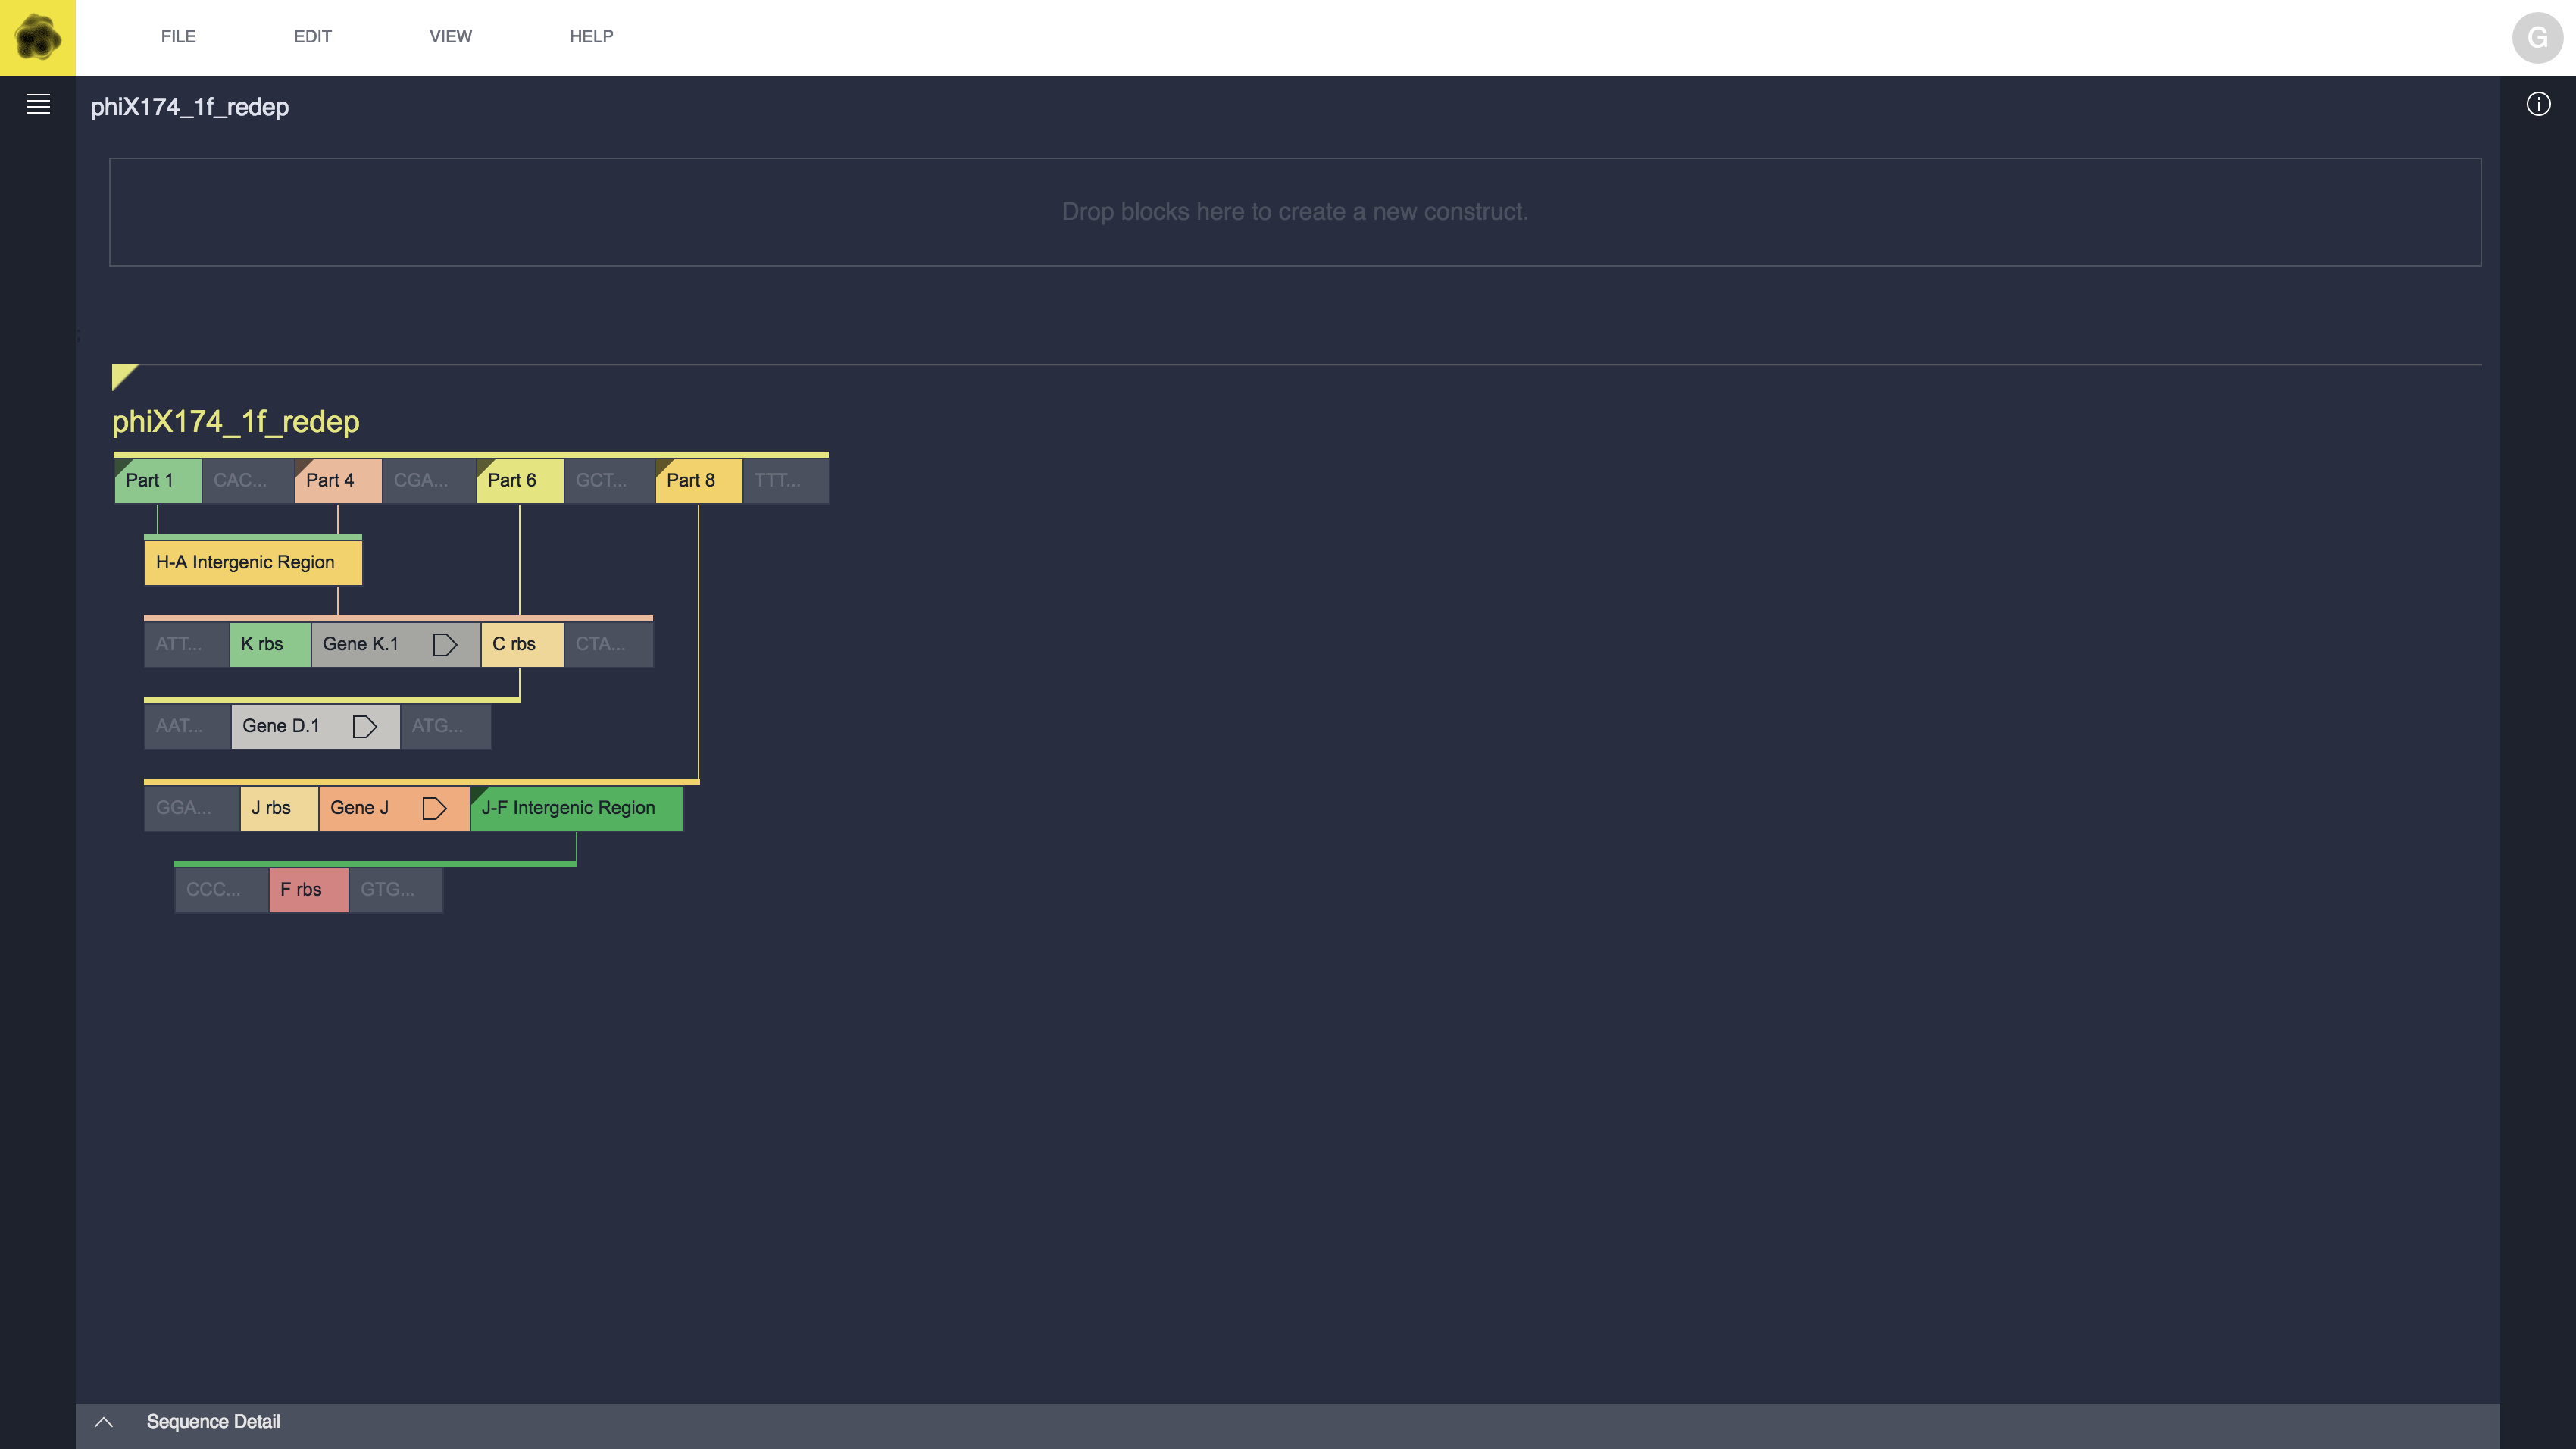 FILE EDIT VIEW HELP G
phiX174_1f_redep
Drop blocks here to create a new construct.
phiX174_1f_redep
Part 1 CAC... Part 4 CGA... Part 6 GCT... Part 8 TTT...
H-A Intergenic Region
ATT... K rbs Gene K.1 C rbs CTA...
AAT... Gene D.1 ATG...
GGA... J rbs Gene J J-F Intergenic Region
CCC... F rbs GTG...
Sequence Detail